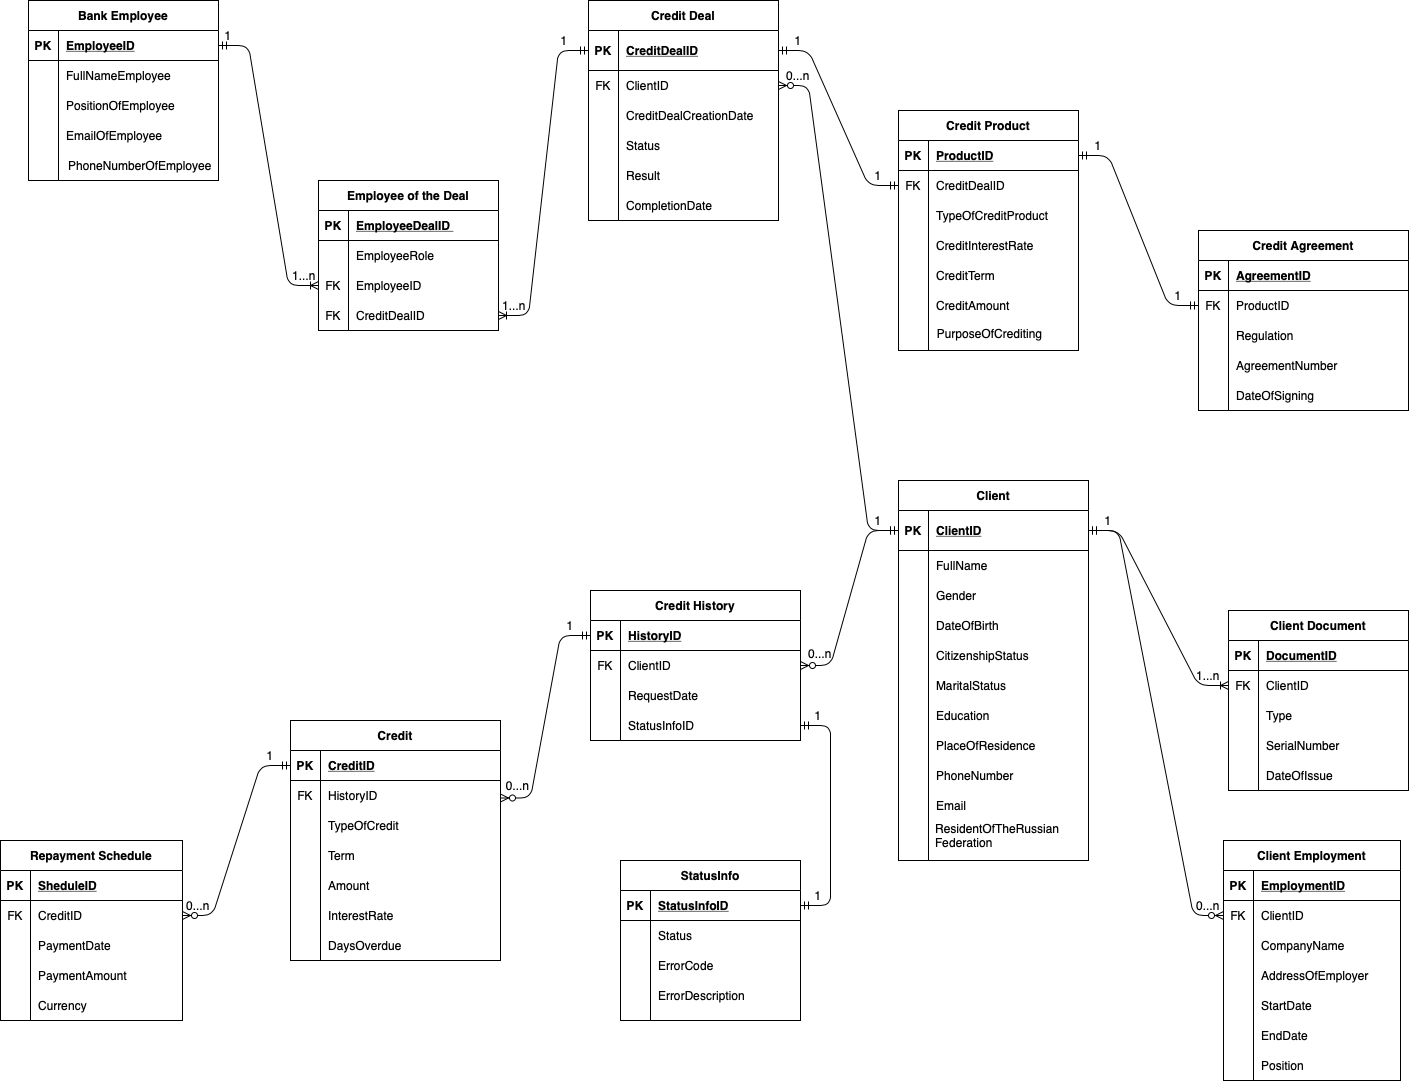 Bank Employee
PK EmployeeID
FullNameEmployee
PositionOfEmployee
EmailOfEmployee
PhoneNumberOfEmployee
1
1...n
Employee of the Deal
PK EmployeeDealID
EmployeeRole
FK EmployeeID
FK CreditDealID
1...n
1
Credit Deal
PK CreditDealID
FK ClientID
CreditDealCreationDate
Status
Result
CompletionDate
1
0...n
1
Credit Product
PK ProductID
FK CreditDealID
TypeOfCreditProduct
CreditInterestRate
CreditTerm
CreditAmount
PurposeOfCrediting
1
1
Credit Agreement
PK AgreementID
FK ProductID
Regulation
AgreementNumber
DateOfSigning
1
Client
PK ClientID
FullName
Gender
DateOfBirth
CitizenshipStatus
MaritalStatus
Education
PlaceOfResidence
PhoneNumber
Email
ResidentOfTheRussian
Federation
1
1...n
Client Document
PK DocumentID
FK ClientID
Type
SerialNumber
DateOfIssue
0...n
Client Employment
PK EmploymentID
FK ClientID
CompanyName
AddressOfEmployer
StartDate
EndDate
Position
Credit History
PK HistoryID
FK ClientID
RequestDate
StatusInfoID
1
0...n
1
StatusInfo
PK StatusInfoID
Status
ErrorCode
ErrorDescription
1
Credit
PK CreditID
FK HistoryID
TypeOfCredit
Term
Amount
InterestRate
DaysOverdue
0...n
1
Repayment Schedule
PK SheduleID
FK CreditID
PaymentDate
PaymentAmount
Currency
0...n